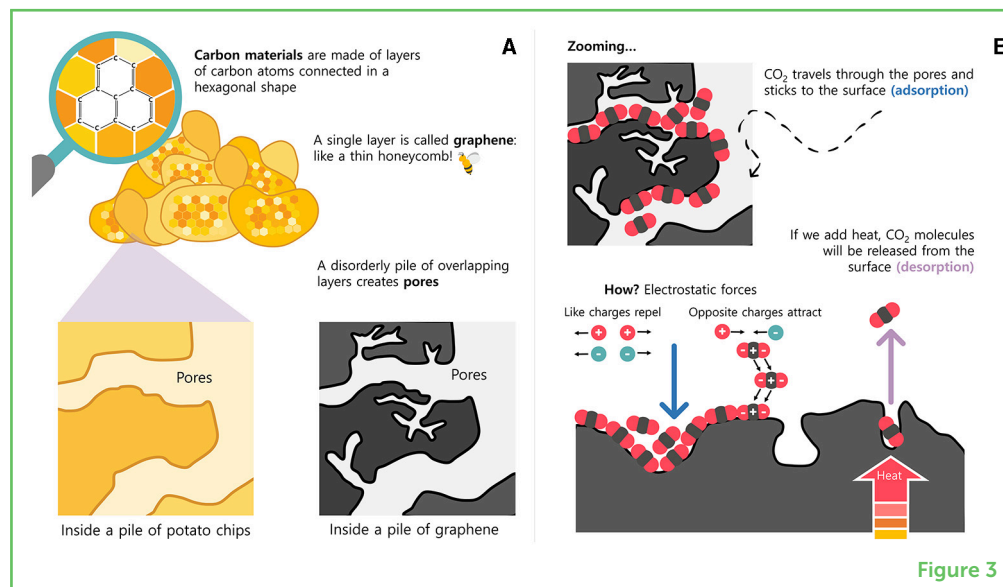 A
Carbon materials are made of layers
of carbon atoms connected in a
hexagonal shape
C C C C C C C C C C C C C
A single layer is called graphene:
like a thin honeycomb!
A disorderly pile of overlapping
layers creates pores
Pores
Inside a pile of potato chips
Pores
Inside a pile of graphene
Zooming...
CO₂ travels through the pores and
sticks to the surface (adsorption)
If we add heat, CO₂ molecules
will be released from the
surface (desorption)
How? Electrostatic forces
Like charges repel
+ +
- -
Opposite charges attract
+ -
+
- + -
- + -
Heat
Figure 3